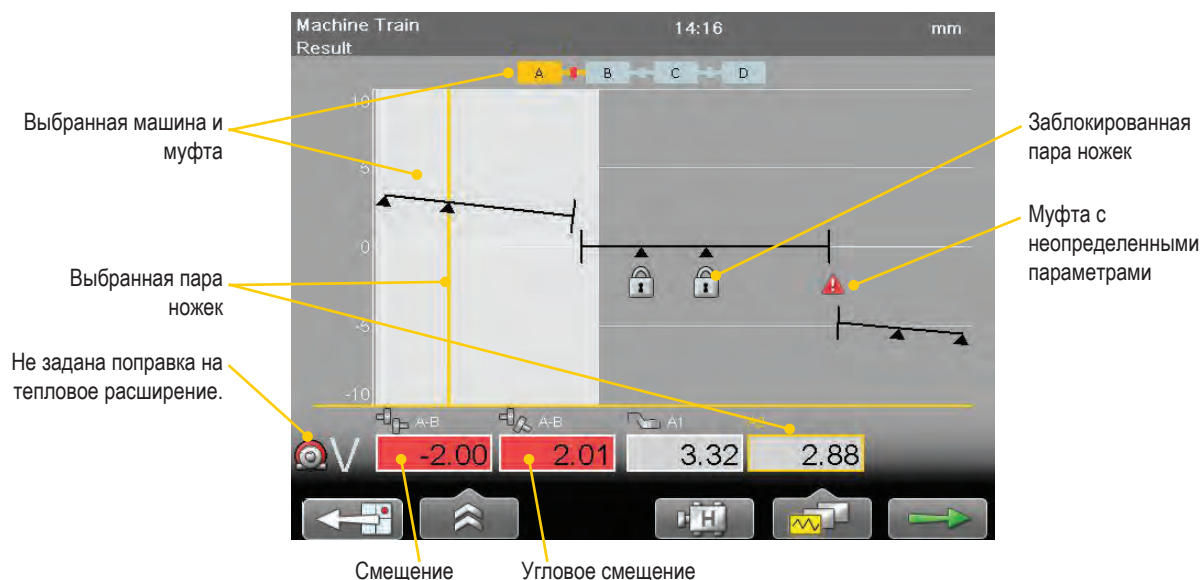 Machine Train 14:16 mm
Result
A B C D
Выбранная машина и
муфта
Выбранная пара
ножек
Не задана поправка на
тепловое расширение.
10
5
0
-5
-10
Заблокированная
пара ножек
Муфта с
неопределенными
параметрами
A-B A-B A1 A2
V -2.00 2.01 3.32 2.88
H
Смещение Угловое смещение